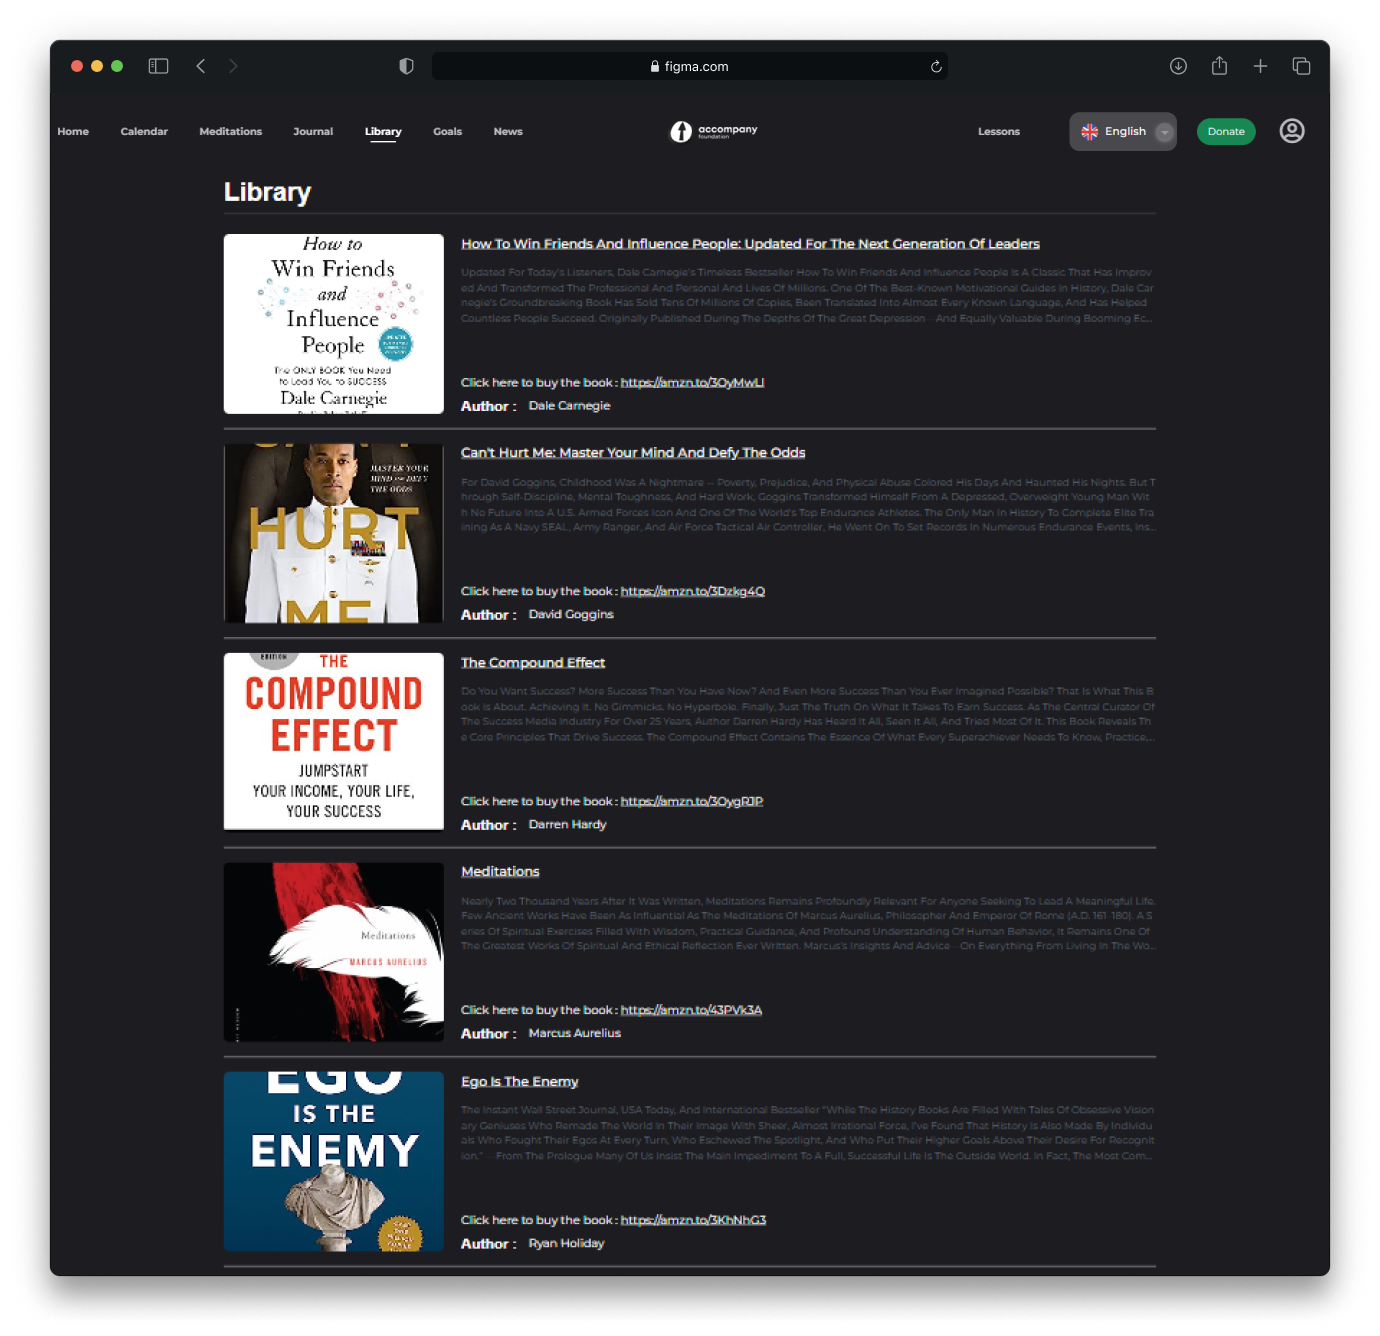 figma.com
Home Calendar Meditations Journal Library Goals News accompany foundation Lessons English Donate
Library
How to
Win Friends
and
Influence
People
The ONLY BOOK You Need
to Lead You to SUCCESS
Dale Carnegie
How To Win Friends And Influence People: Updated For The Next Generation Of Leaders
Updated For Today's Listeners, Dale Carnegie's Timeless Bestseller How To Win Friends And Influence People Is A Classic That Has Improv
ed And Transformed The Professional And Personal And Lives Of Millions. One Of The Best-Known Motivational Guides In History, Dale Car
negie's Groundbreaking Book Has Sold Tens Of Millions Of Copies, Been Translated Into Almost Every Known Language, And Has Helped
Countless People Succeed. Originally Published During The Depths Of The Great Depression—And Equally Valuable During Booming Ec...
Click here to buy the book : https://amzn.to/3OyMwLl
Author : Dale Carnegie
MASTER YOUR
MIND AND DEFY
THE ODDS
HURT
ME
Can't Hurt Me: Master Your Mind And Defy The Odds
For David Goggins, Childhood Was A Nightmare -- Poverty, Prejudice, And Physical Abuse Colored His Days And Haunted His Nights. But T
hrough Self-Discipline, Mental Toughness, And Hard Work, Goggins Transformed Himself From A Depressed, Overweight Young Man Wit
h No Future Into A U.S. Armed Forces Icon And One Of The World's Top Endurance Athletes. The Only Man In History To Complete Elite Tra
ining As A Navy SEAL, Army Ranger, And Air Force Tactical Air Controller, He Went On To Set Records In Numerous Endurance Events, Ins...
Click here to buy the book : https://amzn.to/3Dzkg4Q
Author : David Goggins
EDITION
THE
COMPOUND
EFFECT
JUMPSTART
YOUR INCOME, YOUR LIFE,
YOUR SUCCESS
The Compound Effect
Do You Want Success? More Success Than You Have Now? And Even More Success Than You Ever Imagined Possible? That Is What This B
ook Is About. Achieving It. No Gimmicks. No Hyperbole. Finally, Just The Truth On What It Takes To Earn Success. As The Central Curator Of
The Success Media Industry For Over 25 Years, Author Darren Hardy Has Heard It All, Seen It All, And Tried Most Of It. This Book Reveals Th
e Core Principles That Drive Success. The Compound Effect Contains The Essence Of What Every Superachiever Needs To Know, Practice,...
Click here to buy the book : https://amzn.to/3OygRJP
Author : Darren Hardy
Meditations
MARCUS AURELIUS
Meditations
Nearly Two Thousand Years After It Was Written, Meditations Remains Profoundly Relevant For Anyone Seeking To Lead A Meaningful Life.
Few Ancient Works Have Been As Influential As The Meditations Of Marcus Aurelius, Philosopher And Emperor Of Rome (A.D. 161–180). A S
eries Of Spiritual Exercises Filled With Wisdom, Practical Guidance, And Profound Understanding Of Human Behavior, It Remains One Of
The Greatest Works Of Spiritual And Ethical Reflection Ever Written. Marcus's Insights And Advice—On Everything From Living In The Wo...
Click here to buy the book : https://amzn.to/43PVk3A
Author : Marcus Aurelius
EGO
IS THE
ENEMY
Ego Is The Enemy
The Instant Wall Street Journal, USA Today, And International Bestseller "While The History Books Are Filled With Tales Of Obsessive Vision
ary Geniuses Who Remade The World In Their Image With Sheer, Almost Irrational Force, I've Found That History Is Also Made By Individu
als Who Fought Their Egos At Every Turn, Who Eschewed The Spotlight, And Who Put Their Higher Goals Above Their Desire For Recognit
ion." —From The Prologue Many Of Us Insist The Main Impediment To A Full, Successful Life Is The Outside World. In Fact, The Most Com...
Click here to buy the book : https://amzn.to/3KhNhG3
Author : Ryan Holiday